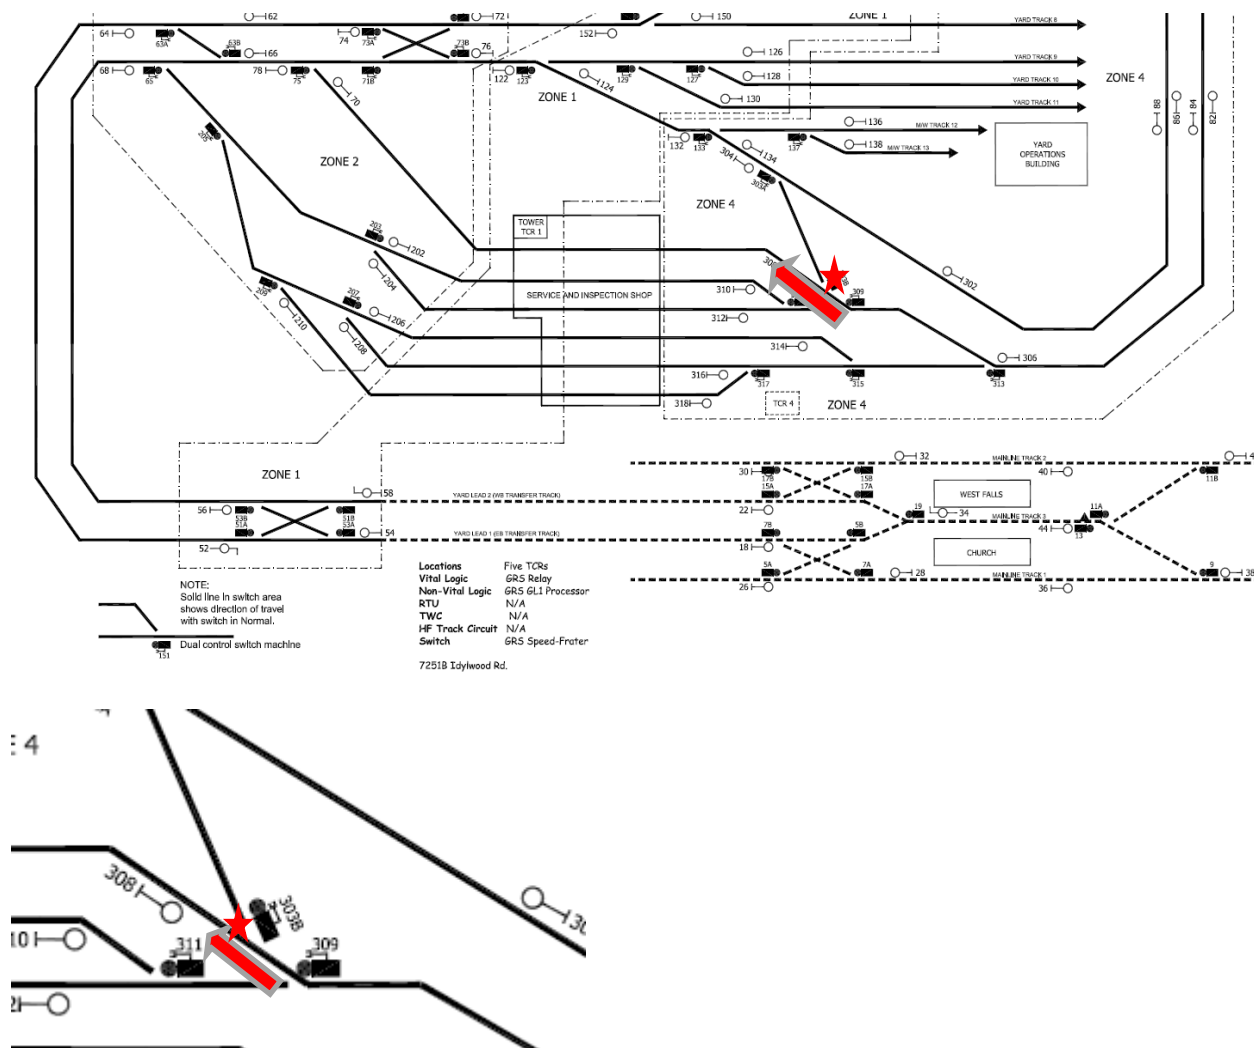 62
72
150
ZONE 1
YARD TRACK 8
64
63A
63B
66
74
73A
73B
76
152
126
YARD TRACK 9
68
65
78
75
71B
122
123
124
129
127
128
YARD TRACK 10
ZONE 4
70
ZONE 1
130
YARD TRACK 11
88
86
84
82
205
136
M/W TRACK 12
132
133
137
138
M/W TRACK 13
YARD
OPERATIONS
BUILDING
ZONE 2
304
134
303A
ZONE 4
203
202
TOWER
TCR 1
204
209
207
310
309
302
SERVICE AND INSPECTION SHOP
210
206
312
208
314
306
316
317
315
313
318
TCR 4
ZONE 4
ZONE 1
32
MAINLINE TRACK 2
30
17B
15A
15B
17A
40
11B
58
56
53B
51A
51B
53A
YARD LEAD 2 (WB TRANSFER TRACK)
22
WEST FALLS
19
34
MAINLINE TRACK 3
11A
44
13
52
54
YARD LEAD 1 (EB TRANSFER TRACK)
7B
5B
18
CHURCH
5A
7A
28
MAINLINE TRACK 1
9
38
26
36
NOTE:
Solid line in switch area
shows direction of travel
with switch in Normal.
Dual control switch machine
151
Locations Five TCRs
Vital Logic GRS Relay
Non-Vital Logic GRS GL1 Processor
RTU N/A
TWC N/A
HF Track Circuit N/A
Switch GRS Speed-Frater
7251B Idylwood Rd.
E 4
308
303B
311
309
10